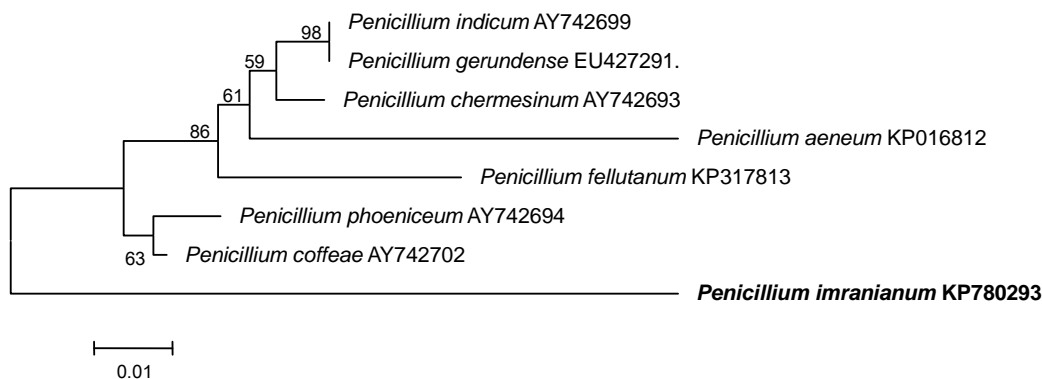 Penicillium indicum AY742699
98
Penicillium gerundense EU427291.
59
Penicillium chermesinum AY742693
61
Penicillium aeneum KP016812
86
Penicillium fellutanum KP317813
Penicillium phoeniceum AY742694
Penicillium coffeae AY742702
63
Penicillium imranianum KP780293
0.01